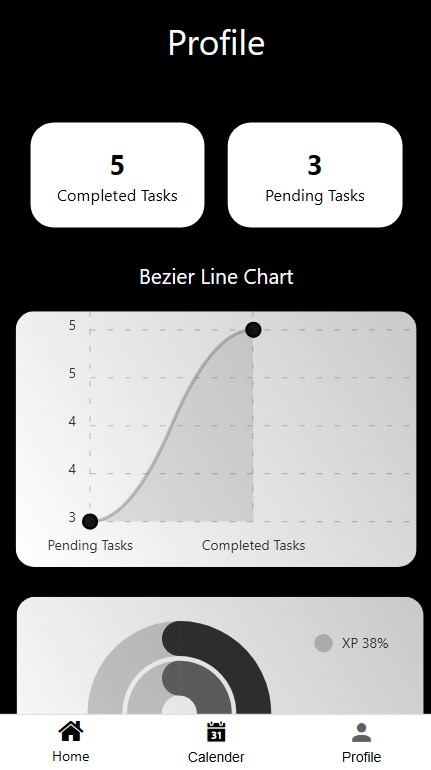 Profile
5
Completed Tasks
3
Pending Tasks
Bezier Line Chart
5
5
4
4
3
Pending Tasks
Completed Tasks
XP 38%
31
Home
Calender
Profile